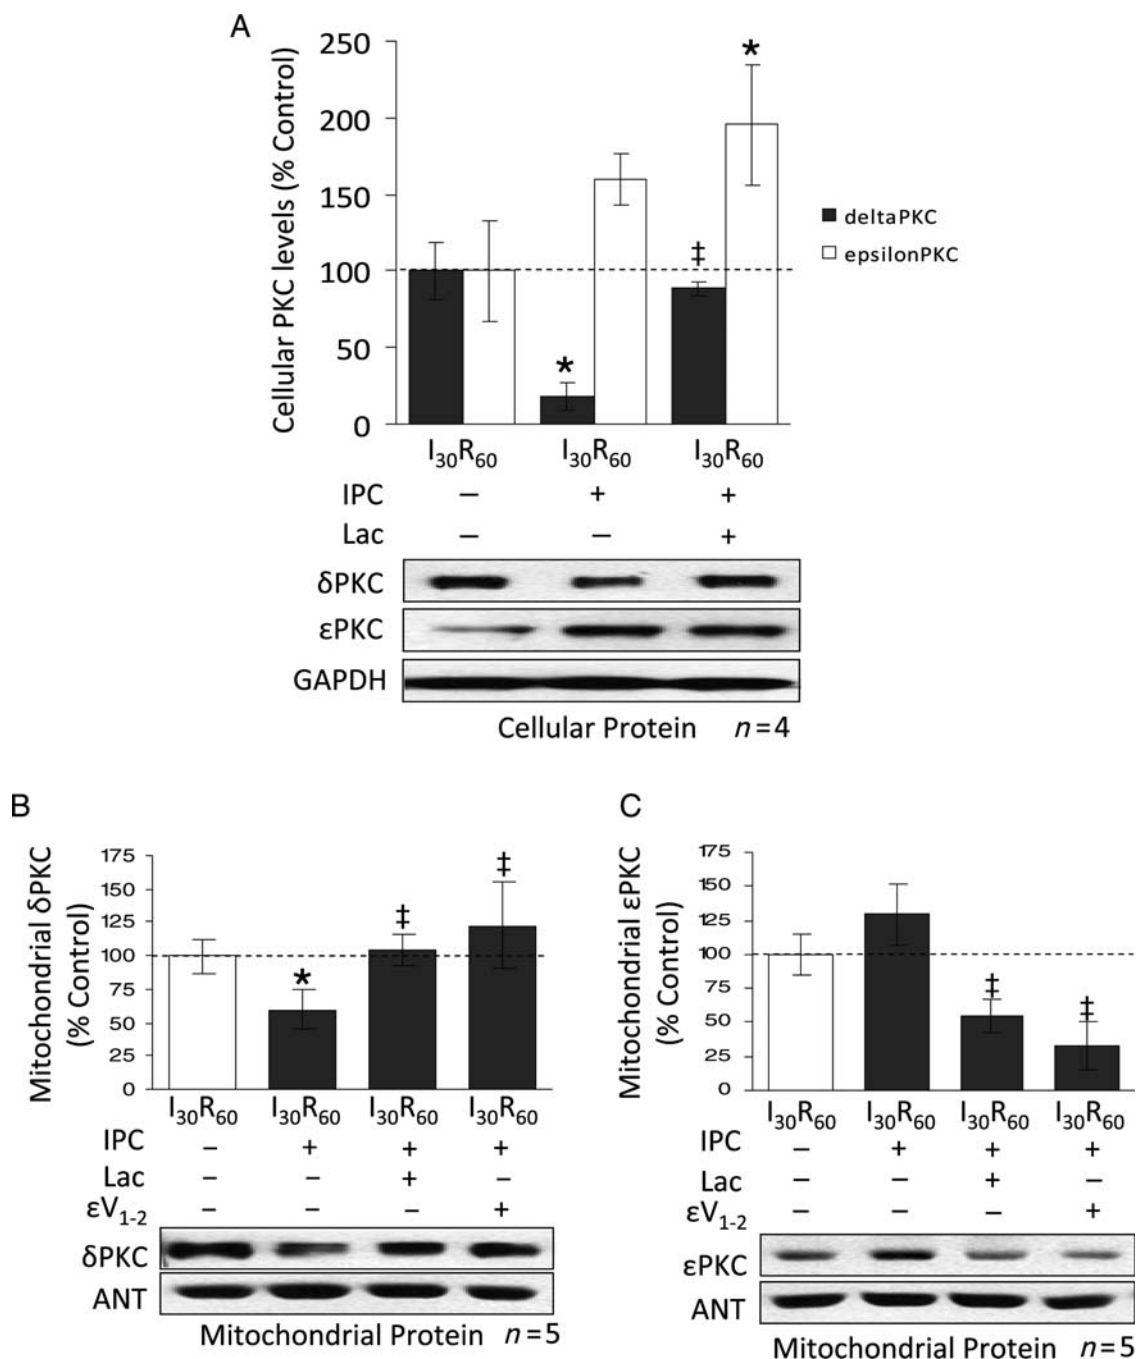 A
Cellular PKC levels (% Control)
250
200
150
100
50
0
*
‡
*
deltaPKC
epsilonPKC
I30R60 I30R60 I30R60
IPC − + +
Lac − − +
δPKC
εPKC
GAPDH
Cellular Protein n=4
B
Mitochondrial δPKC
(% Control)
175
150
125
100
75
50
25
0
*
‡
‡
I30R60 I30R60 I30R60 I30R60
IPC − + + +
Lac − − + −
εV1-2 − − − +
δPKC
ANT
Mitochondrial Protein n=5
C
Mitochondrial εPKC
(% Control)
175
150
125
100
75
50
25
0
‡
‡
I30R60 I30R60 I30R60 I30R60
IPC − + + +
Lac − − + −
εV1-2 − − − +
εPKC
ANT
Mitochondrial Protein n=5